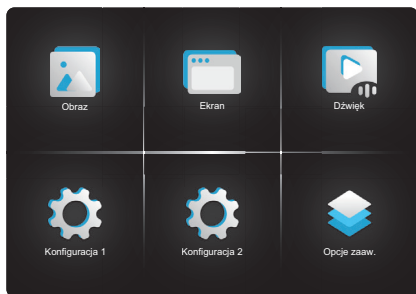 Obraz
Ekran
Dźwięk
Konfiguracja 1
Konfiguracja 2
Opcje zaaw.